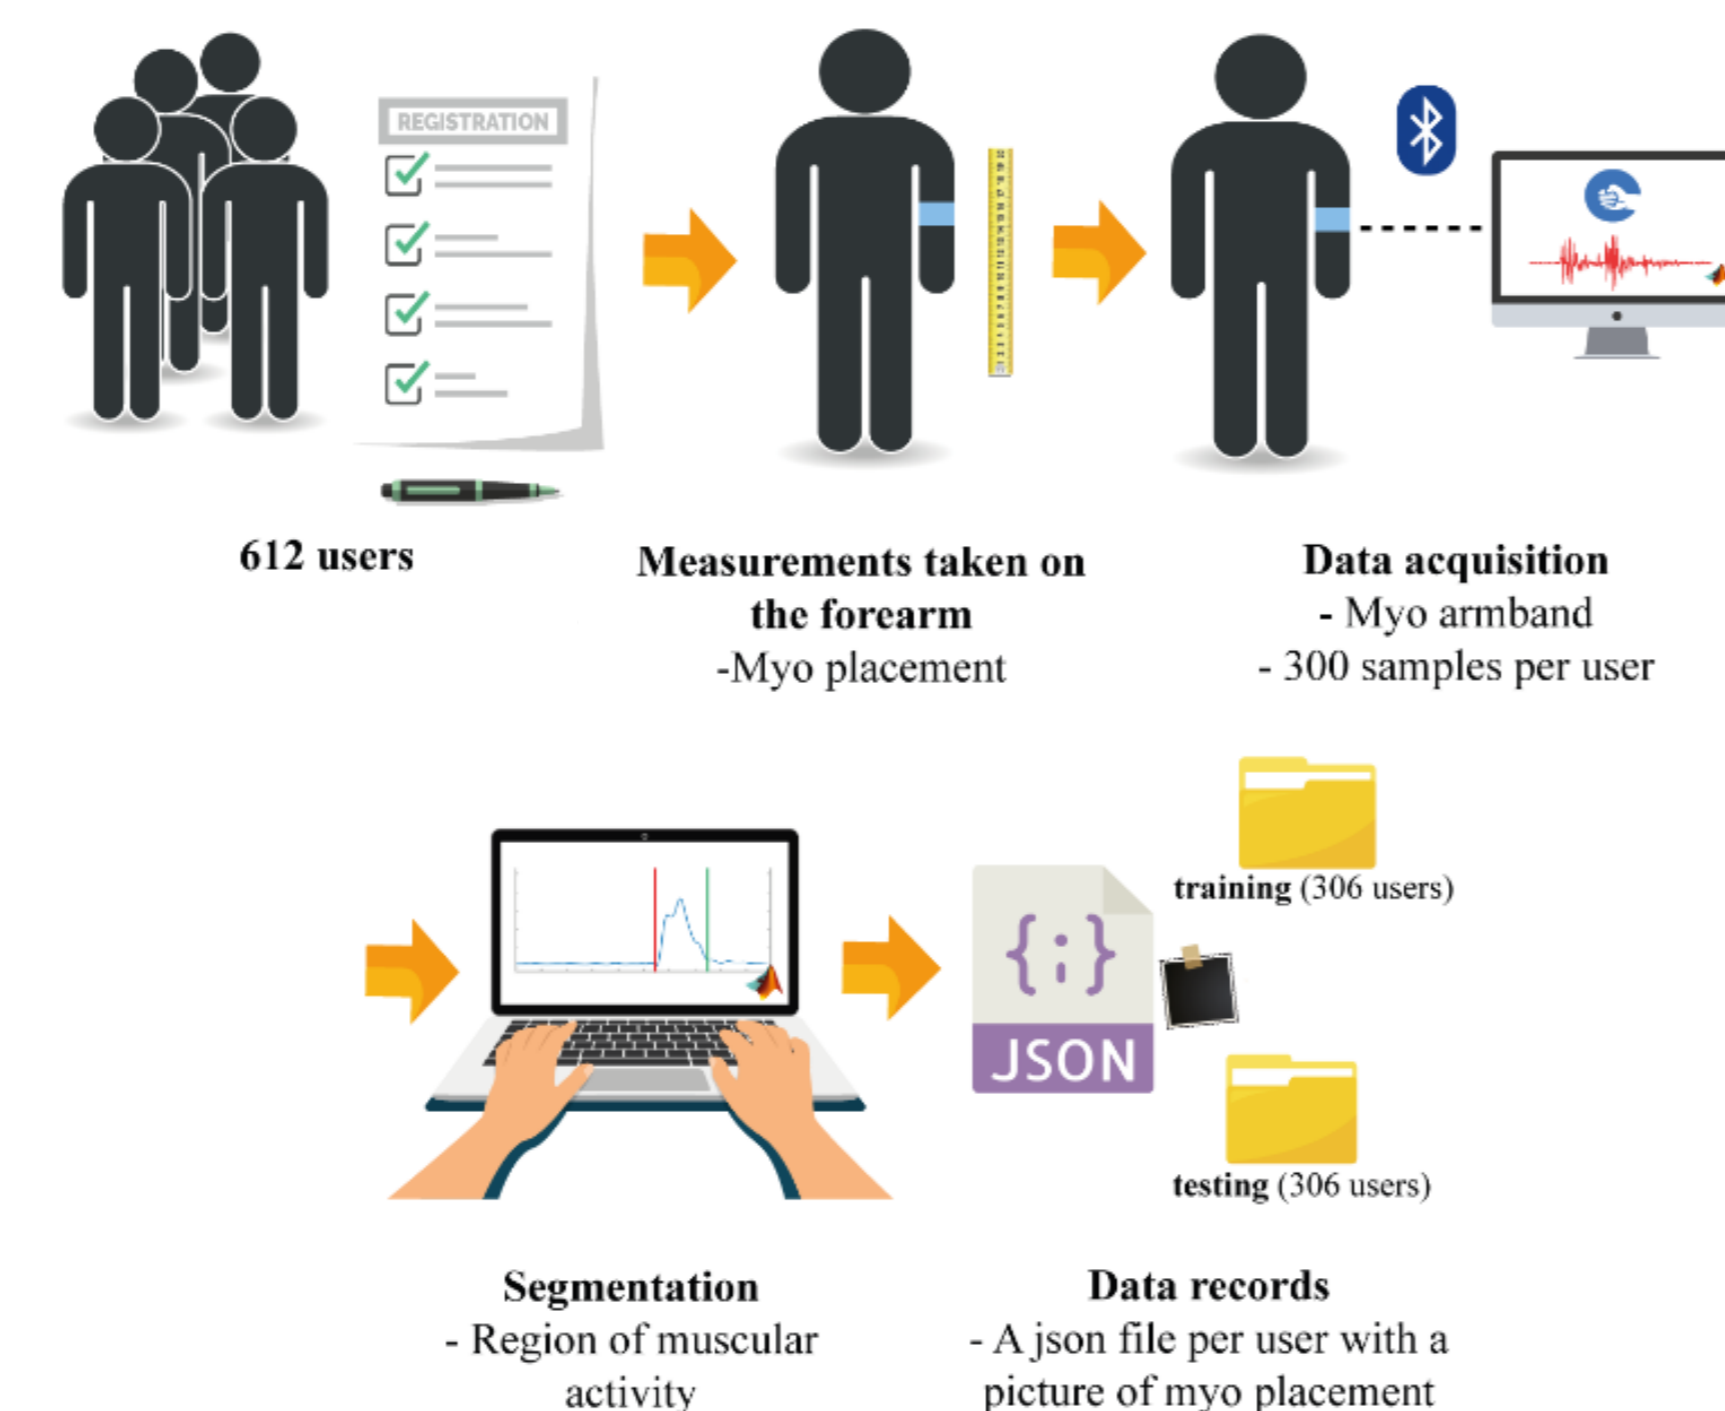 REGISTRATION
612 users
Measurements taken on
the forearm
-Myo placement
Data acquisition
- Myo armband
- 300 samples per user
training (306 users)
JSON
testing (306 users)
Segmentation
- Region of muscular
activity
Data records
- A json file per user with a
picture of myo placement